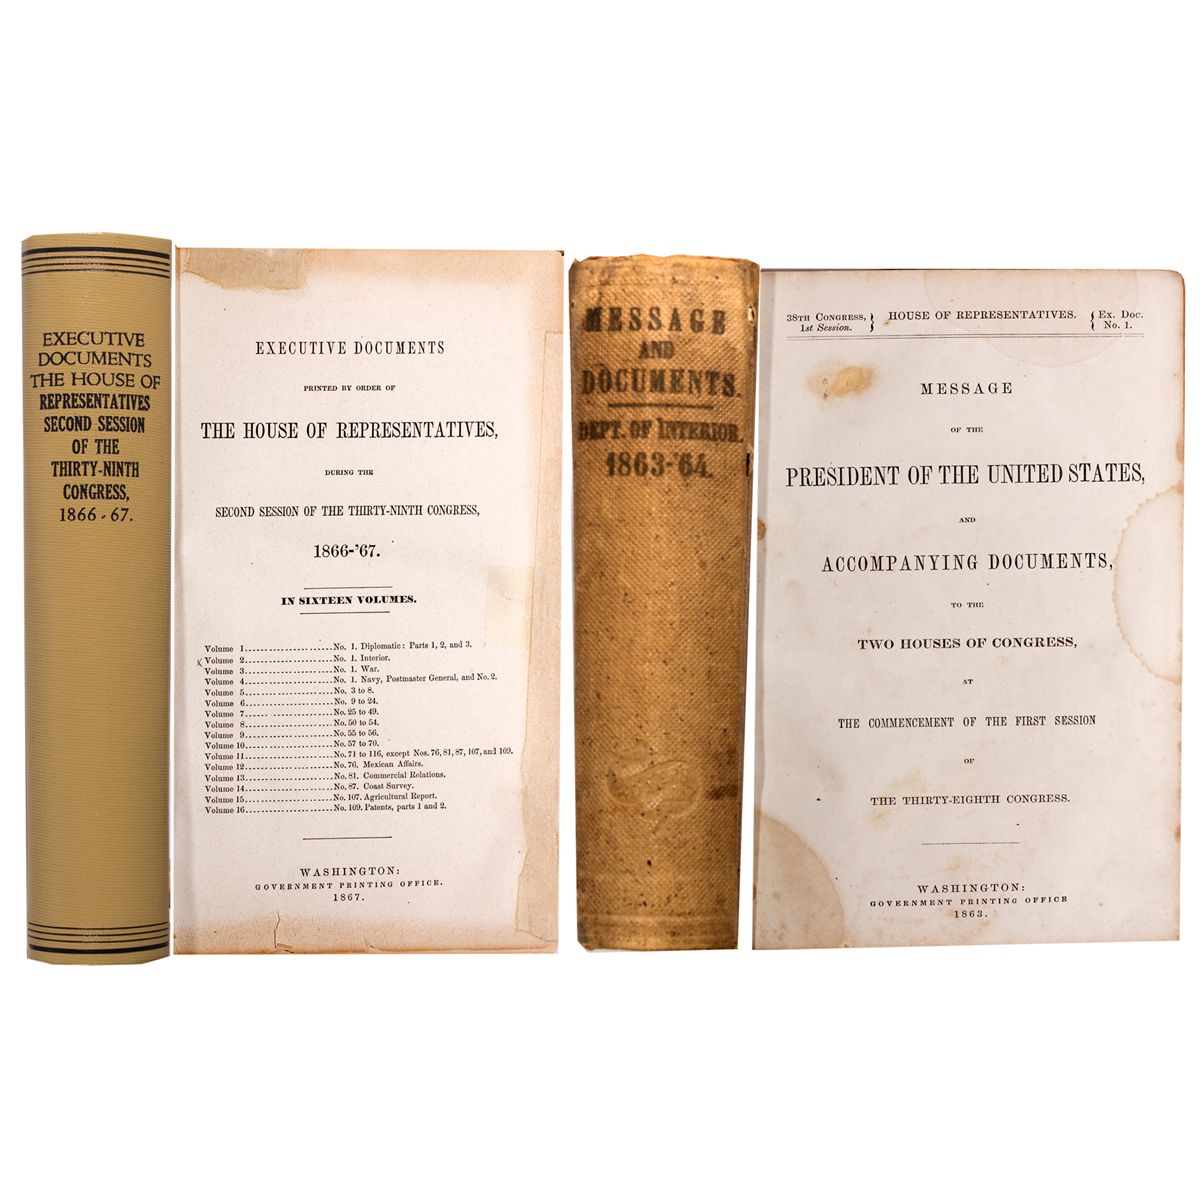 EXECUTIVE
DOCUMENTS
THE HOUSE OF
REPRESENTATIVES
SECOND SESSION
OF THE
THIRTY-NINTH
CONGRESS,
1866-67.
EXECUTIVE DOCUMENTS
PRINTED BY ORDER OF
THE HOUSE OF REPRESENTATIVES,
DURING THE
SECOND SESSION OF THE THIRTY-NINTH CONGRESS,
1866-'67.
IN SIXTEEN VOLUMES.
Volume 1 ........................ No. 1. Diplomatic: Parts 1, 2, and 3.
x Volume 2 ........................ No. 1. Interior.
Volume 3 ........................ No. 1. War.
Volume 4 ........................ No. 1. Navy, Postmaster General, and No. 2.
Volume 5 ........................ No. 3 to 8.
Volume 6 ........................ No. 9 to 24.
Volume 7 ........................ No. 25 to 49.
Volume 8 ........................ No. 50 to 54.
Volume 9 ........................ No. 55 to 56.
Volume 10 ........................ No. 57 to 70.
Volume 11 ........................ No. 71 to 116, except Nos. 76, 81, 87, 107, and 109.
Volume 12 ........................ No. 76. Mexican Affairs.
Volume 13 ........................ No. 81. Commercial Relations.
Volume 14 ........................ No. 87. Coast Survey.
Volume 15 ........................ No. 107. Agricultural Report.
Volume 16 ........................ No. 109. Patents, parts 1 and 2.
WASHINGTON:
GOVERNMENT PRINTING OFFICE.
1867.
MESSAGE
AND
DOCUMENTS.
DEPT. OF INTERIOR.
1863-'64.
38TH CONGRESS, } HOUSE OF REPRESENTATIVES. { Ex. Doc.
1st Session. } { No. 1.
MESSAGE
OF THE
PRESIDENT OF THE UNITED STATES,
AND
ACCOMPANYING DOCUMENTS,
TO THE
TWO HOUSES OF CONGRESS,
AT
THE COMMENCEMENT OF THE FIRST SESSION
OF
THE THIRTY-EIGHTH CONGRESS.
WASHINGTON:
GOVERNMENT PRINTING OFFICE
1863.